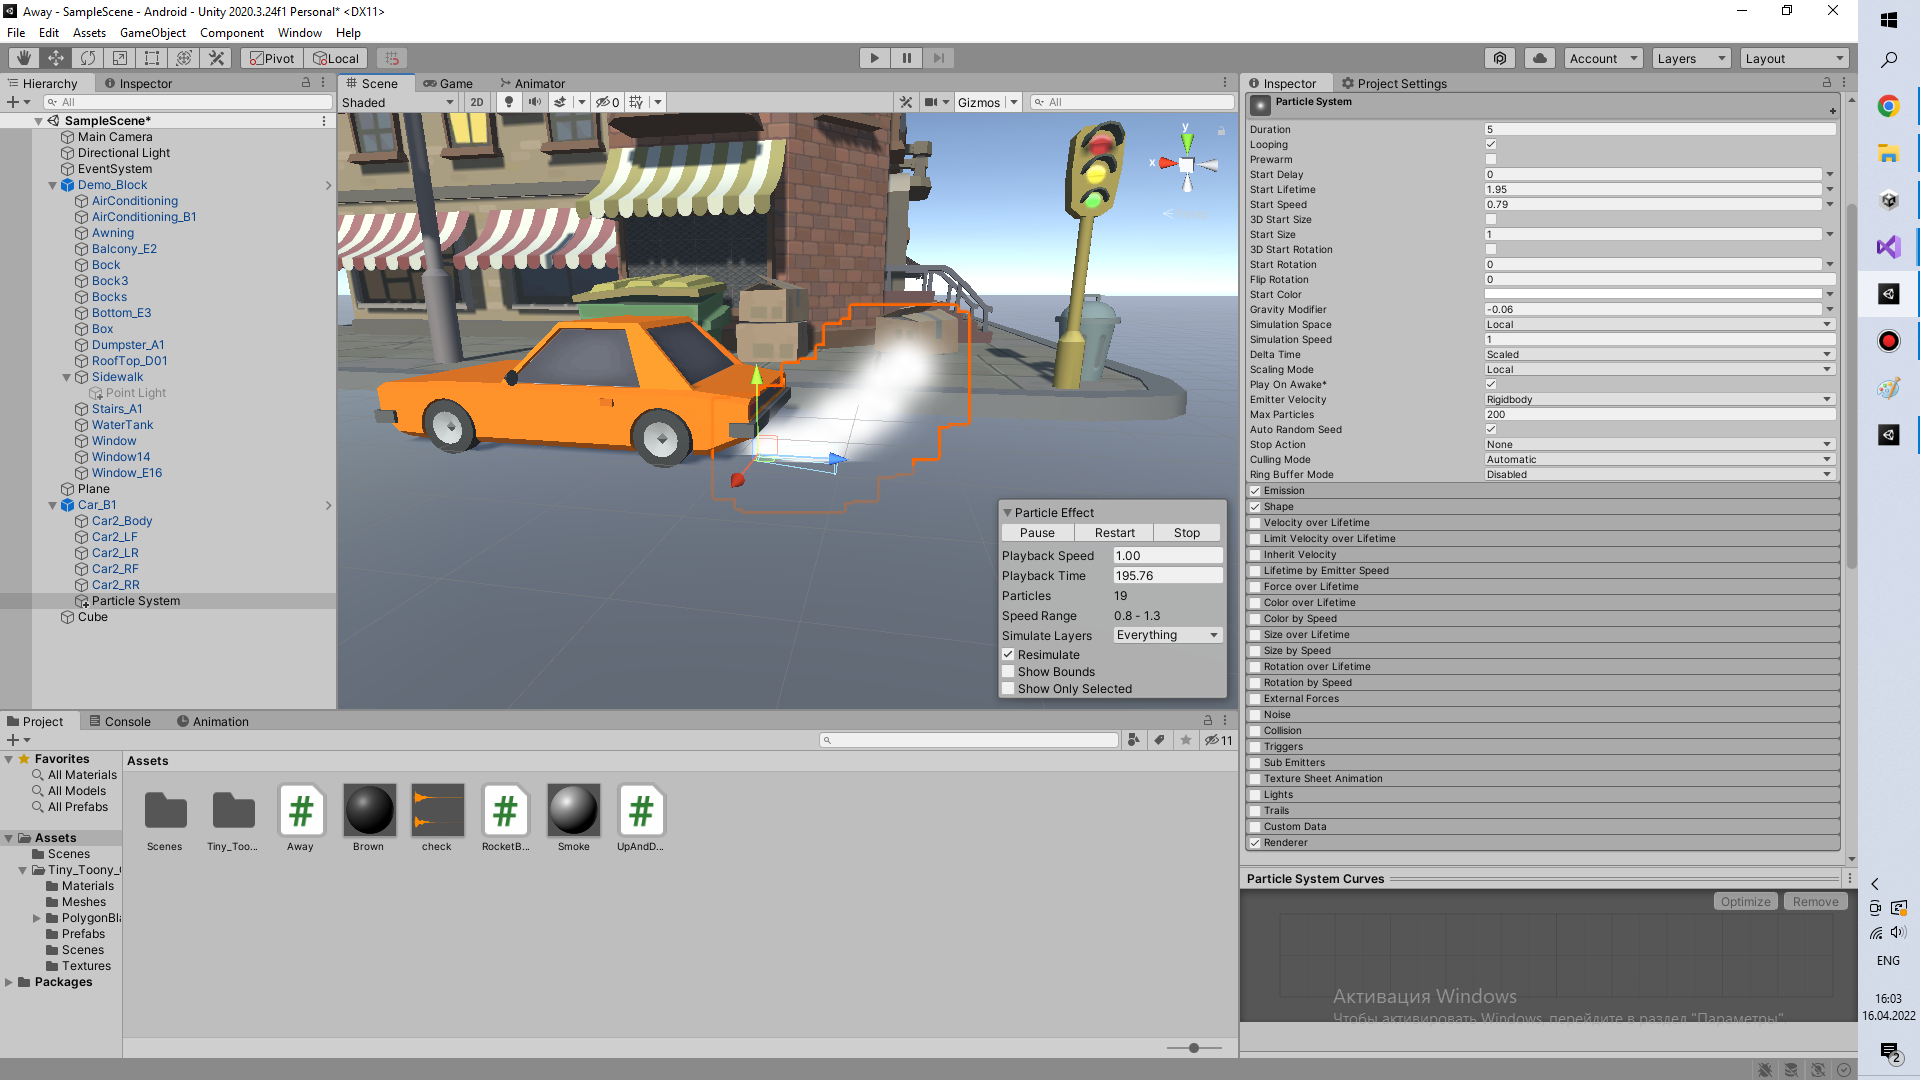 Away - SampleScene - Android - Unity 2020.3.24f1 Personal* <DX11>
File Edit Assets GameObject Component Window Help
Pivot Local Account Layers Layout
Hierarchy Inspector
All
SampleScene*
Main Camera
Directional Light
EventSystem
Demo_Block
AirConditioning
AirConditioning_B1
Awning
Balcony_E2
Bock
Bock3
Bocks
Bottom_E3
Box
Dumpster_A1
RoofTop_D01
Sidewalk
Point Light
Stairs_A1
WaterTank
Window
Window14
Window_E16
Plane
Car_B1
Car2_Body
Car2_LF
Car2_LR
Car2_RF
Car2_RR
Particle System
Cube
Scene Game Animator
Shaded 2D 0 Gizmos All
y
x
Particle Effect
Pause Restart Stop
Playback Speed 1.00
Playback Time 195.76
Particles 19
Speed Range 0.8 - 1.3
Simulate Layers Everything
Resimulate
Show Bounds
Show Only Selected
Inspector Project Settings
Particle System
Duration 5
Looping
Prewarm
Start Delay 0
Start Lifetime 1.95
Start Speed 0.79
3D Start Size
Start Size 1
3D Start Rotation
Start Rotation 0
Flip Rotation 0
Start Color
Gravity Modifier -0.06
Simulation Space Local
Simulation Speed 1
Delta Time Scaled
Scaling Mode Local
Play On Awake*
Emitter Velocity Rigidbody
Max Particles 200
Auto Random Seed
Stop Action None
Culling Mode Automatic
Ring Buffer Mode Disabled
Emission
Shape
Velocity over Lifetime
Limit Velocity over Lifetime
Inherit Velocity
Lifetime by Emitter Speed
Force over Lifetime
Color over Lifetime
Color by Speed
Size over Lifetime
Size by Speed
Rotation over Lifetime
Rotation by Speed
External Forces
Noise
Collision
Triggers
Sub Emitters
Texture Sheet Animation
Lights
Trails
Custom Data
Renderer
Particle System Curves
Optimize Remove
Активация Windows
Чтобы активировать Windows, перейдите в раздел "Параметры".
Project Console Animation
11
Favorites
All Materials
All Models
All Prefabs
Assets
Scenes
Tiny_Toony_
Materials
Meshes
PolygonBla
Prefabs
Scenes
Textures
Packages
Assets
Scenes Tiny_Too... Away Brown check RocketB... Smoke UpAndD...
ENG
16:03
16.04.2022
2